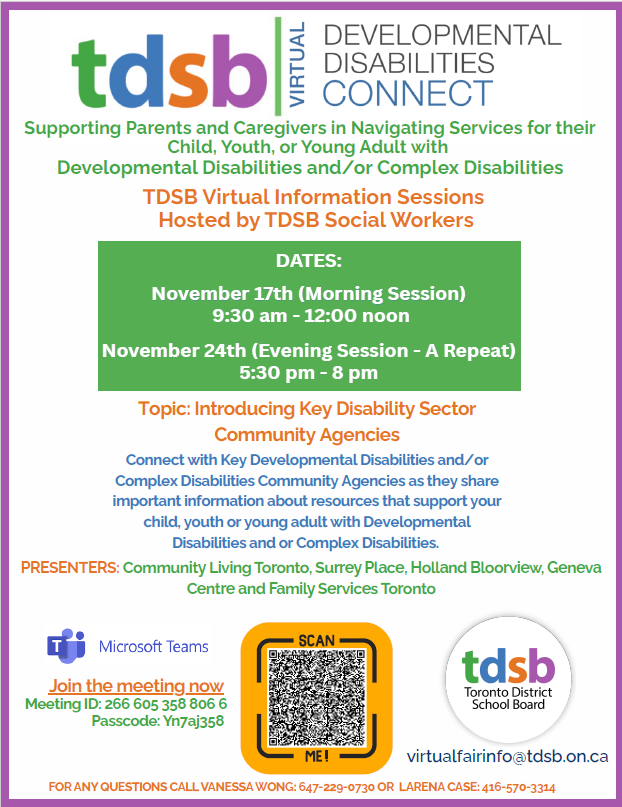 tdsb
VIRTUAL
DEVELOPMENTAL
DISABILITIES
CONNECT
Supporting Parents and Caregivers in Navigating Services for their
Child, Youth, or Young Adult with
Developmental Disabilities and/or Complex Disabilities
TDSB Virtual Information Sessions
Hosted by TDSB Social Workers
DATES:
November 17th (Morning Session)
9:30 am - 12:00 noon
November 24th (Evening Session - A Repeat)
5:30 pm - 8 pm
Topic: Introducing Key Disability Sector
Community Agencies
Connect with Key Developmental Disabilities and/or
Complex Disabilities Community Agencies as they share
important information about resources that support your
child, youth or young adult with Developmental
Disabilities and or Complex Disabilities.
PRESENTERS: Community Living Toronto, Surrey Place, Holland Bloorview, Geneva
Centre and Family Services Toronto
Microsoft Teams
Join the meeting now
Meeting ID: 266 605 358 806 6
Passcode: Yn7aj358
SCAN
ME!
tdsb
Toronto District
School Board
virtualfairinfo@tdsb.on.ca
FOR ANY QUESTIONS CALL VANESSA WONG: 647-229-0730 OR LARENA CASE: 416-570-3314